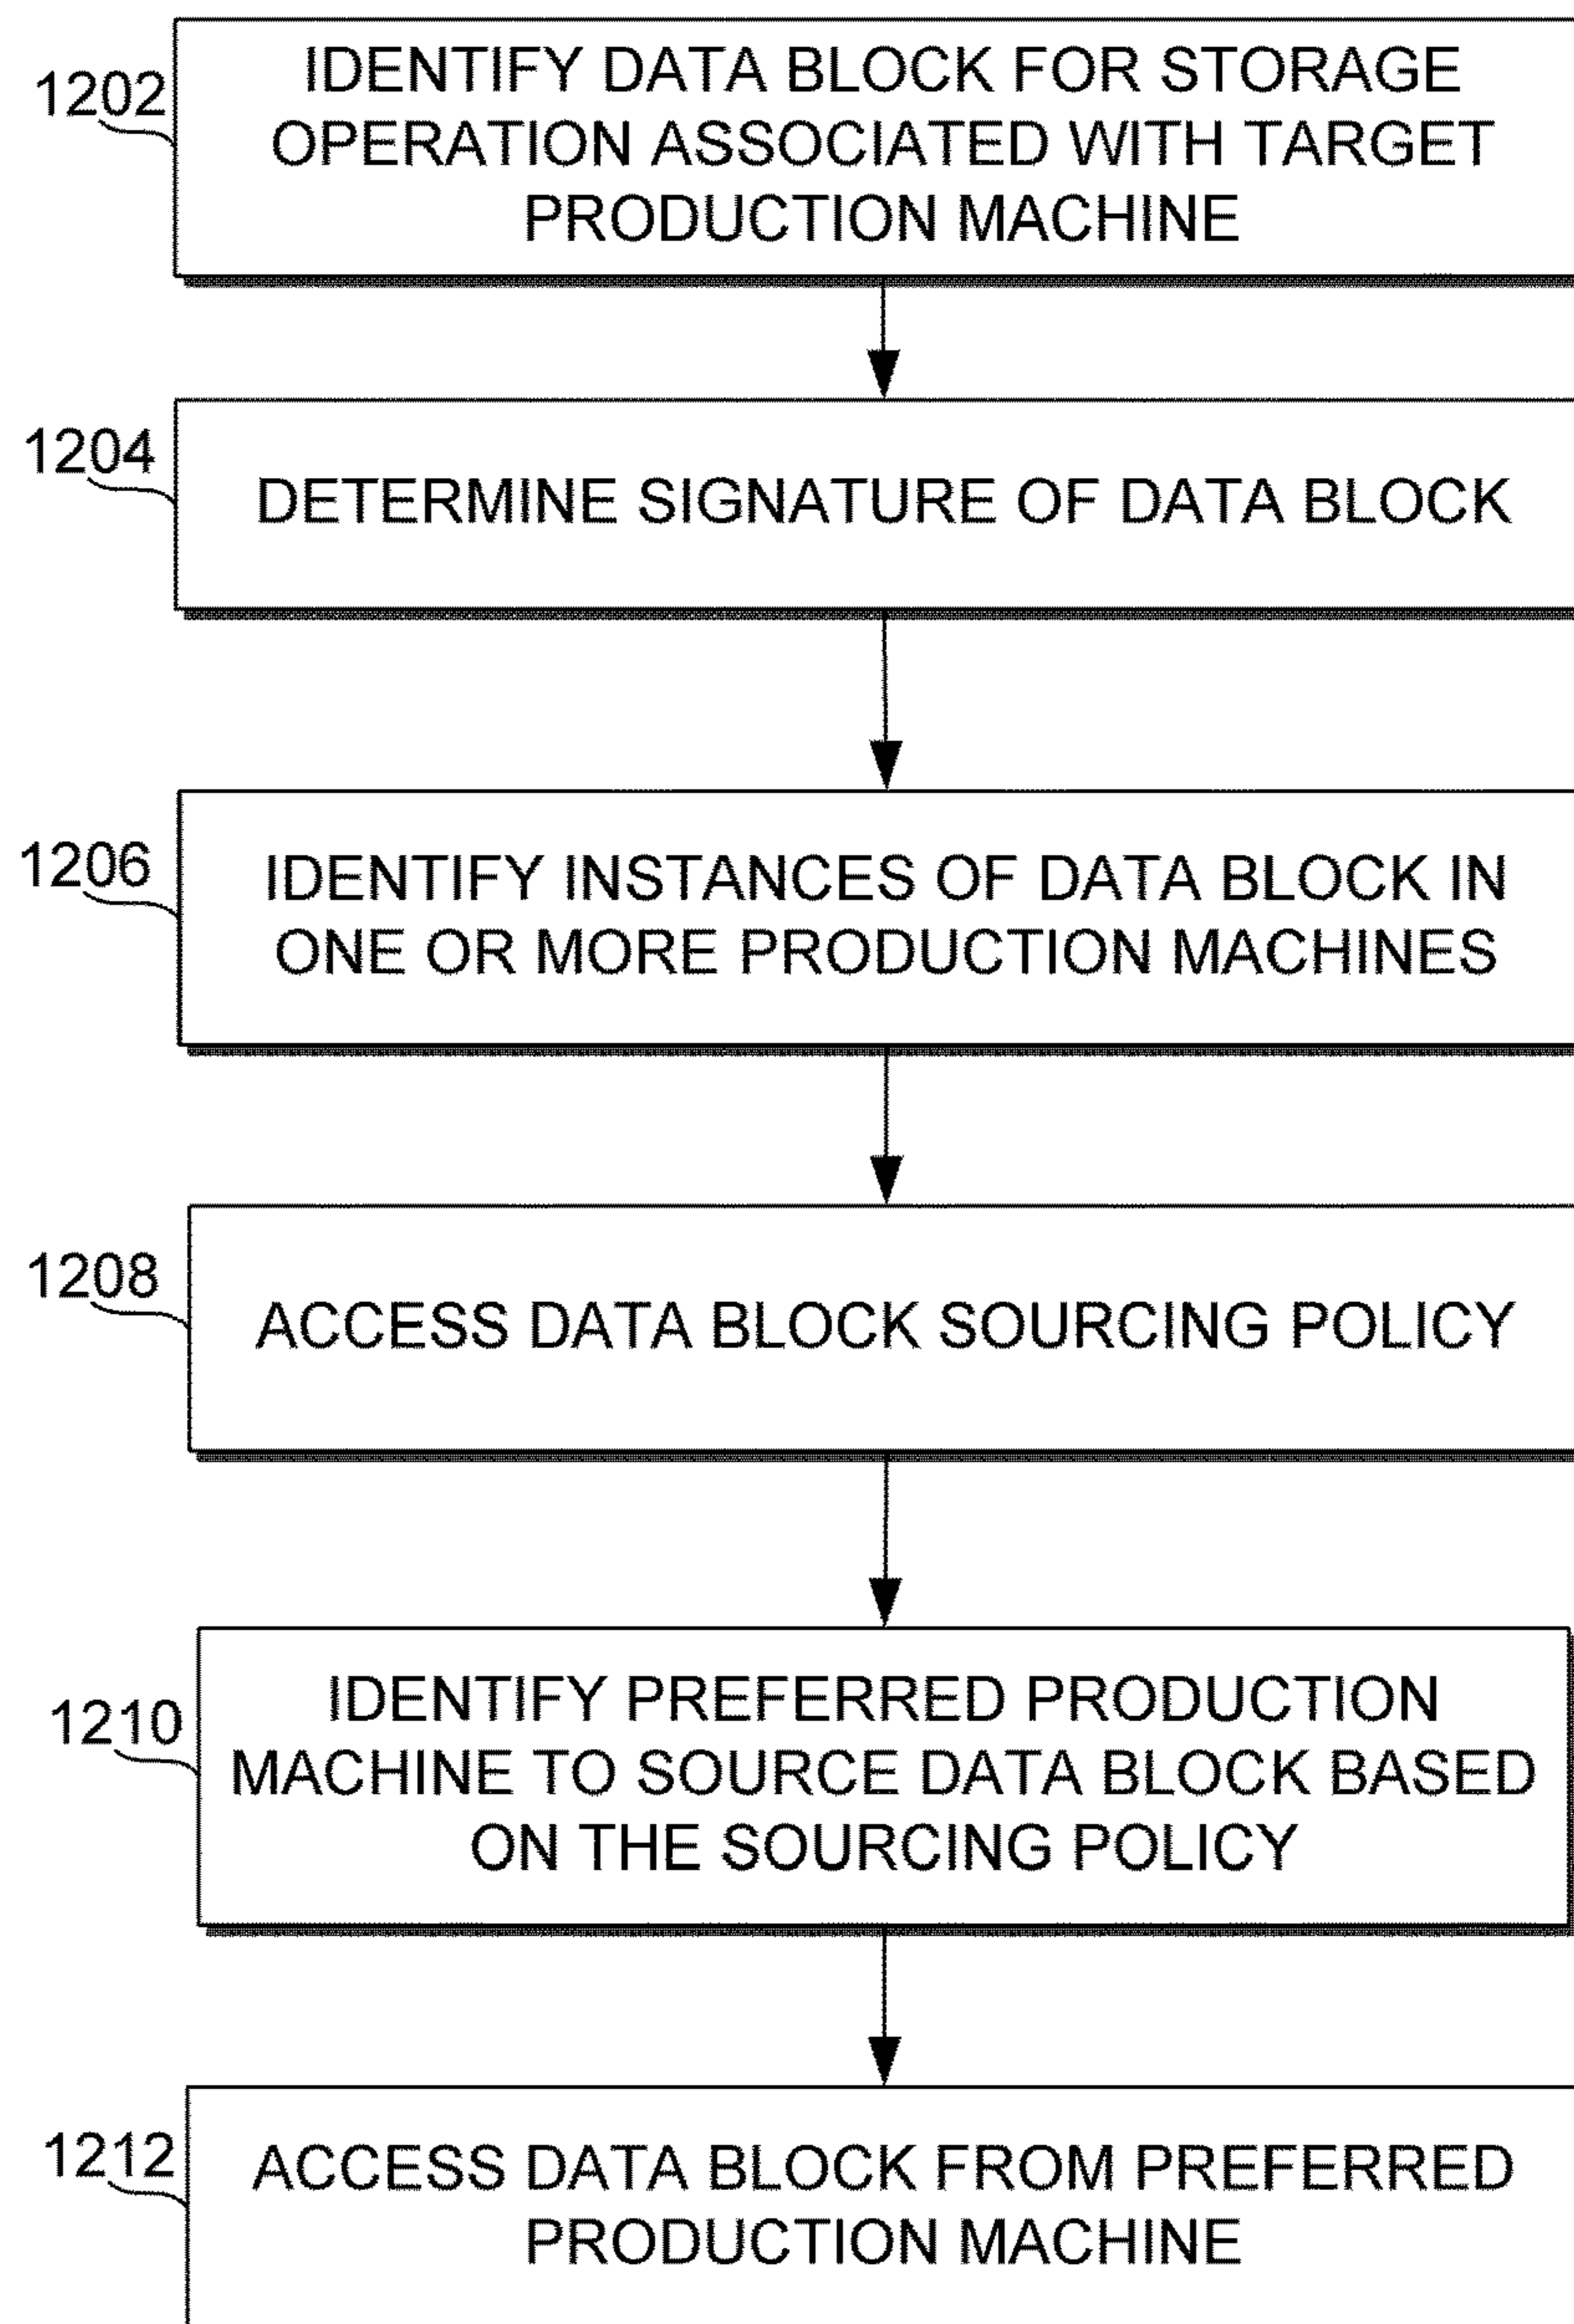 1202
IDENTIFY DATA BLOCK FOR STORAGE
OPERATION ASSOCIATED WITH TARGET
PRODUCTION MACHINE
1204
DETERMINE SIGNATURE OF DATA BLOCK
1206
IDENTIFY INSTANCES OF DATA BLOCK IN
ONE OR MORE PRODUCTION MACHINES
1208
ACCESS DATA BLOCK SOURCING POLICY
1210
IDENTIFY PREFERRED PRODUCTION
MACHINE TO SOURCE DATA BLOCK BASED
ON THE SOURCING POLICY
1212
ACCESS DATA BLOCK FROM PREFERRED
PRODUCTION MACHINE